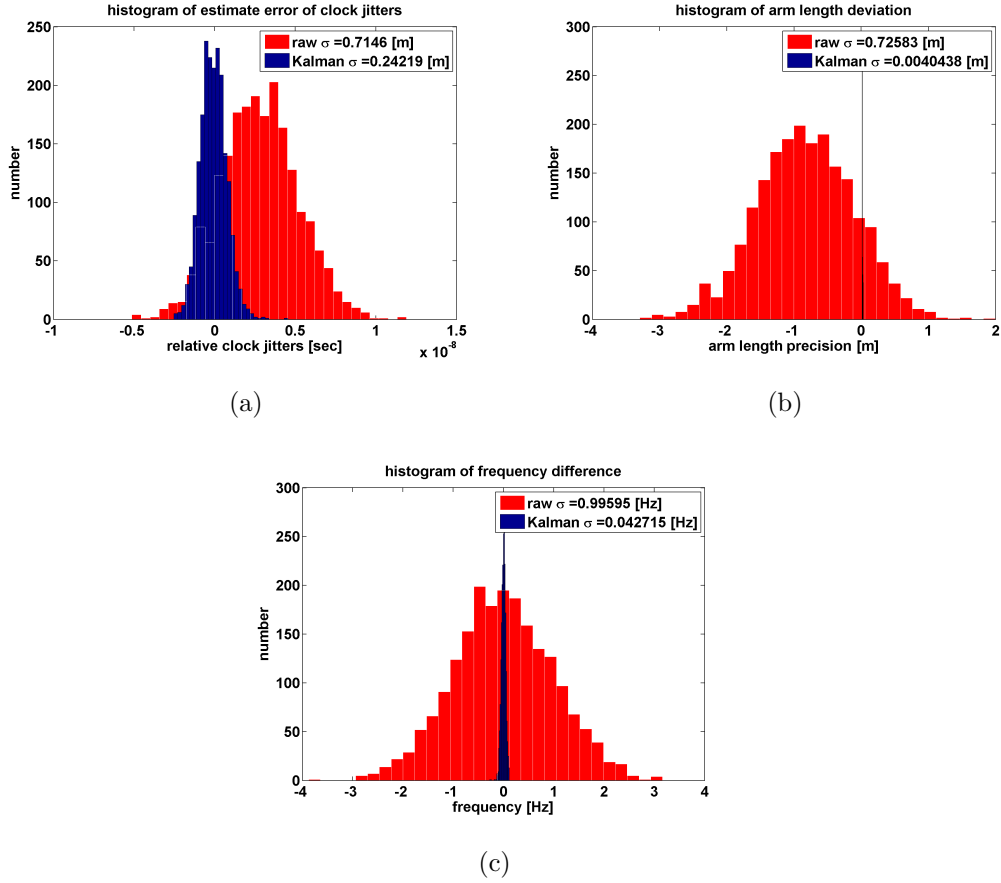 histogram of estimate error of clock jitters
250
200
150
100
50
0
number
raw σ =0.7146 [m]
Kalman σ =0.24219 [m]
-1 -0.5 0 0.5 1 1.5
relative clock jitters [sec]
x 10^-8
(a)
histogram of arm length deviation
300
250
200
150
100
50
0
number
raw σ =0.72583 [m]
Kalman σ =0.0040438 [m]
-4 -3 -2 -1 0 1 2
arm length precision [m]
(b)
histogram of frequency difference
300
250
200
150
100
50
0
number
raw σ =0.99595 [Hz]
Kalman σ =0.042715 [Hz]
-4 -3 -2 -1 0 1 2 3 4
frequency [Hz]
(c)